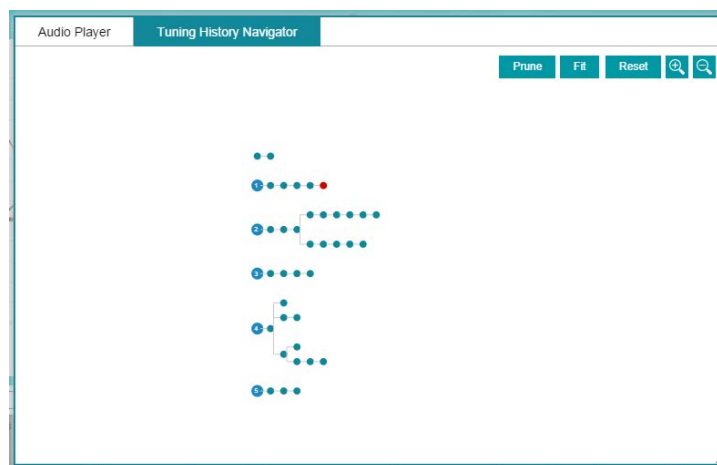 Audio Player
Tuning History Navigator
Prune
Fit
Reset
1
2
3
4
5